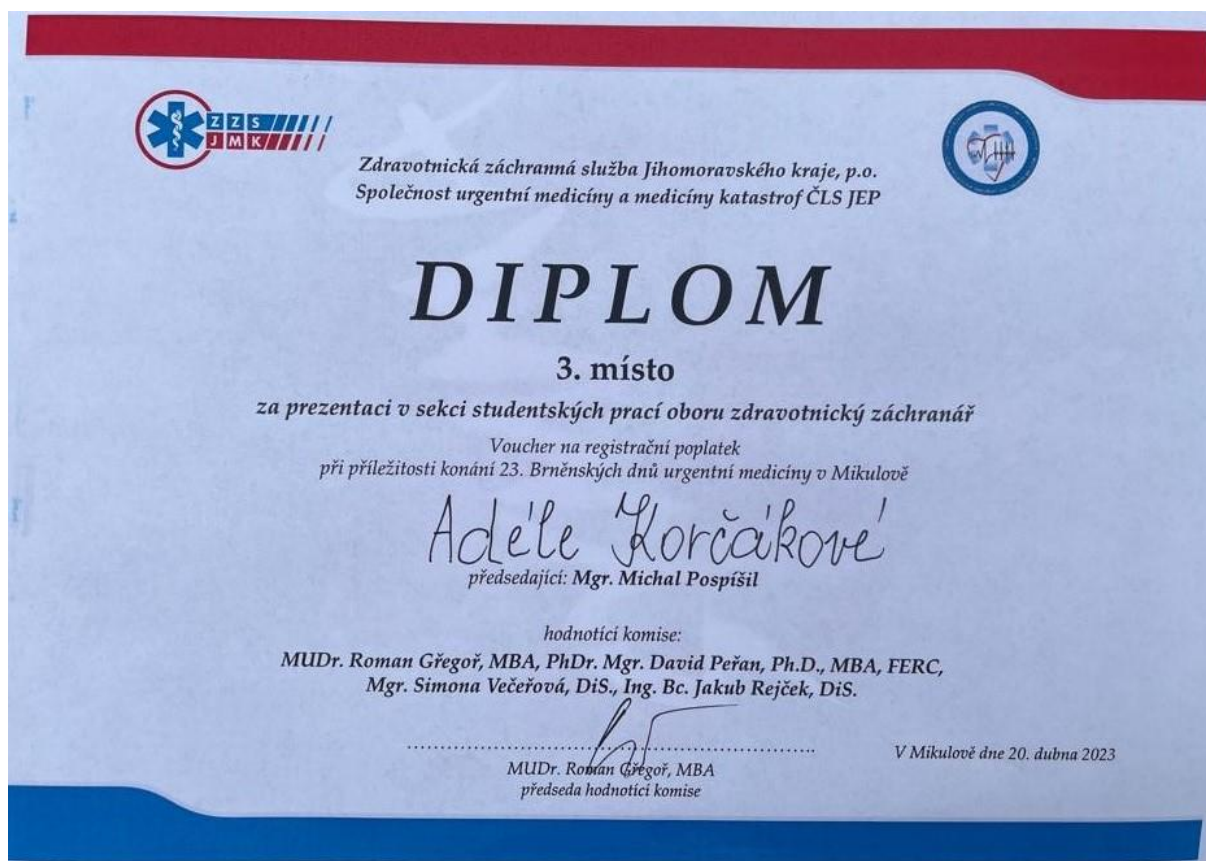 ZZS
JMK
Zdravotnická záchranná služba Jihomoravského kraje, p.o.
Společnost urgentní medicíny a medicíny katastrof ČLS JEP
DIPLOM
3. místo
za prezentaci v sekci studentských prací oboru zdravotnický záchranář
Voucher na registrační poplatek
při příležitosti konání 23. Brněnských dnů urgentní medicíny v Mikulově
Adéle Korčákové
předsedající: Mgr. Michal Pospíšil
hodnotící komise:
MUDr. Roman Gřegoř, MBA, PhDr. Mgr. David Peřan, Ph.D., MBA, FERC,
Mgr. Simona Večeřová, DiS., Ing. Bc. Jakub Rejček, DiS.
V Mikulově dne 20. dubna 2023
MUDr. Roman Gřegoř, MBA
předseda hodnotící komise